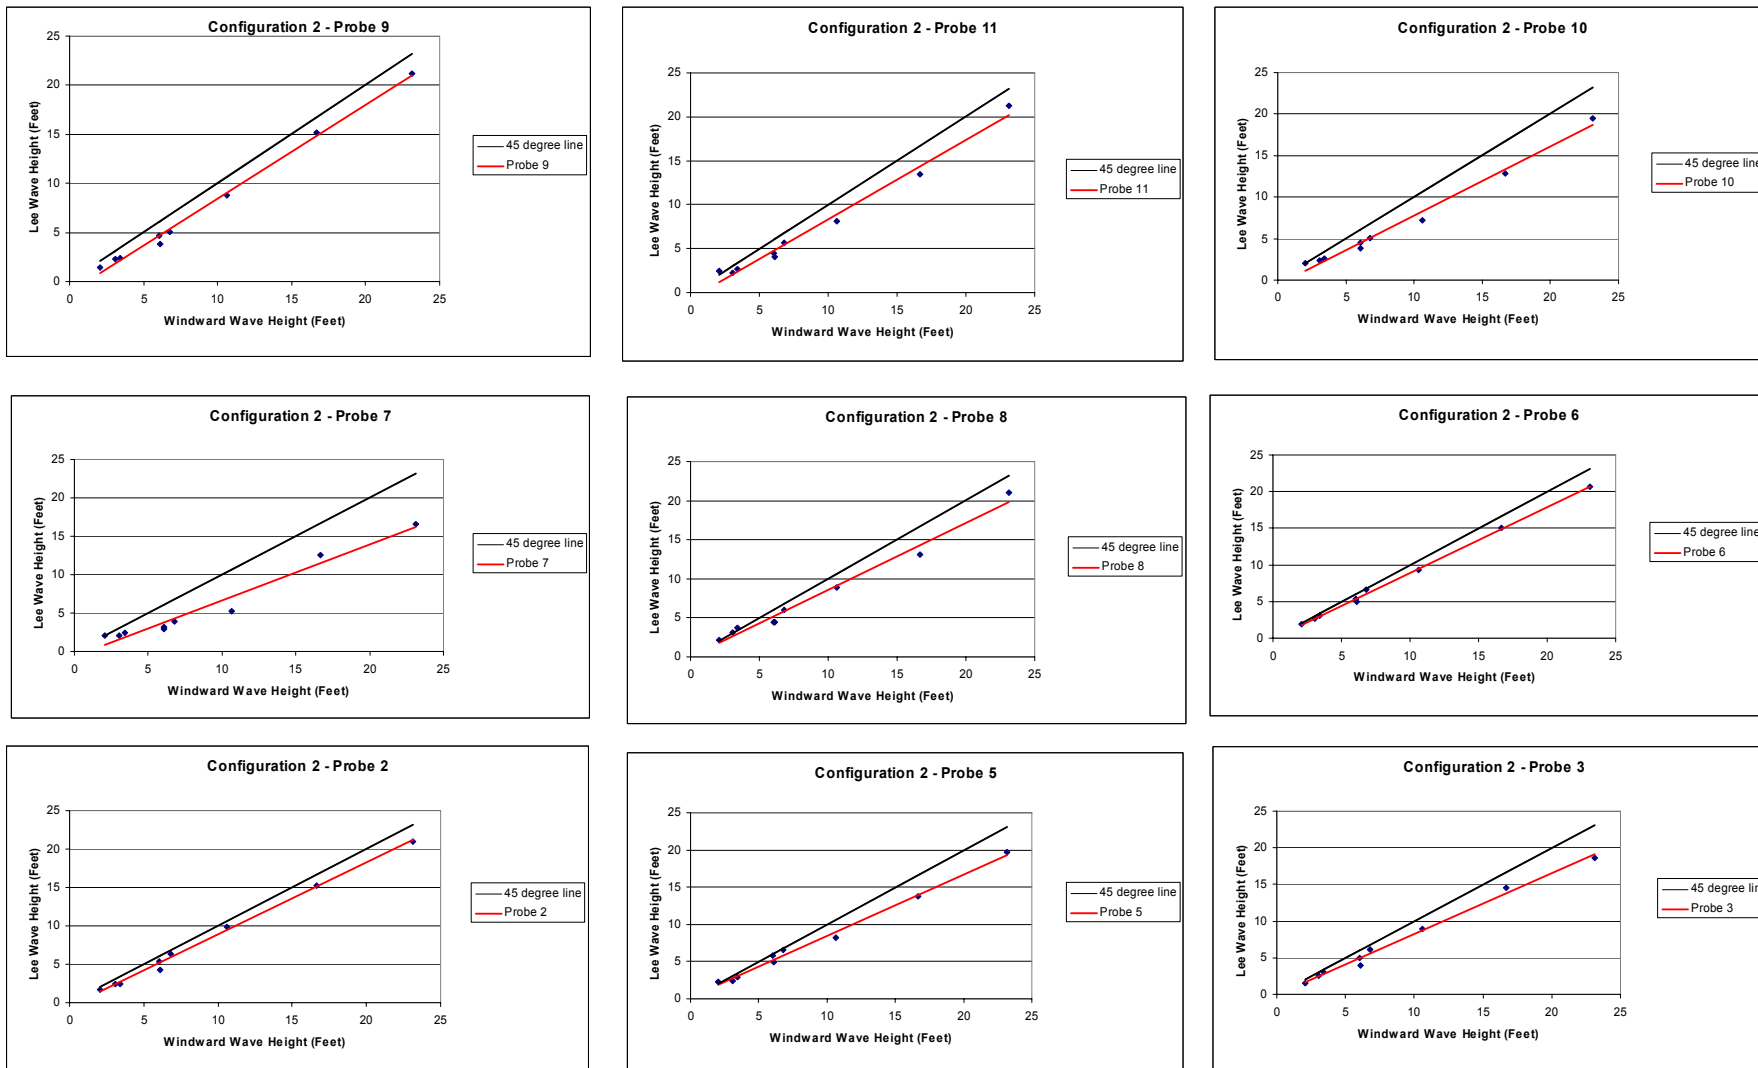 Configuration 2 - Probe 9
25
20
15
10
5
0
Lee Wave Height (Feet)
0 5 10 15 20 25
Windward Wave Height (Feet)
45 degree line
Probe 9
Configuration 2 - Probe 11
25
20
15
10
5
0
Lee Wave Height (Feet)
0 5 10 15 20 25
Windward Wave Height (Feet)
45 degree line
Probe 11
Configuration 2 - Probe 10
25
20
15
10
5
0
Lee Wave Height (Feet)
0 5 10 15 20 25
Windward Wave Height (Feet)
45 degree line
Probe 10
Configuration 2 - Probe 7
25
20
15
10
5
0
Lee Wave Height (Feet)
0 5 10 15 20 25
Windward Wave Height (Feet)
45 degree line
Probe 7
Configuration 2 - Probe 8
25
20
15
10
5
0
Lee Wave Height (Feet)
0 5 10 15 20 25
Windward Wave Height (Feet)
45 degree line
Probe 8
Configuration 2 - Probe 6
25
20
15
10
5
0
Lee Wave Height (Feet)
0 5 10 15 20 25
Windward Wave Height (Feet)
45 degree line
Probe 6
Configuration 2 - Probe 2
25
20
15
10
5
0
Lee Wave Height (Feet)
0 5 10 15 20 25
Windward Wave Height (Feet)
45 degree line
Probe 2
Configuration 2 - Probe 5
25
20
15
10
5
0
Lee Wave Height (Feet)
0 5 10 15 20 25
Windward Wave Height (Feet)
45 degree line
Probe 5
Configuration 2 - Probe 3
25
20
15
10
5
0
Lee Wave Height (Feet)
0 5 10 15 20 25
Windward Wave Height (Feet)
45 degree lin
Probe 3